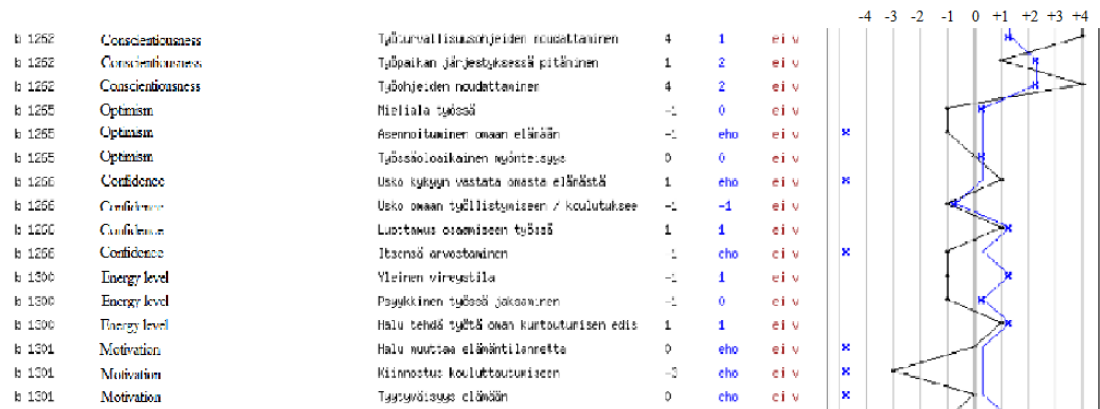 -4 -3 -2 -1 0 +1 +2 +3 +4
b 1252 Conscientiousness Työturvallisuusohjeiden noudattaminen 4 1 ei v
b 1252 Conscientiousness Työpaikan järjestyksessä pitäminen 1 2 ei v
b 1252 Conscientiousness Työohjeiden noudattaminen 4 2 ei v
b 1255 Optimism Mieliala työssä -1 0 ei v
b 1255 Optimism Asennoituminen omaan elämään -1 eho ei v
b 1255 Optimism Työssäoloaikainen myönteisyys 0 0 ei v
b 1256 Confidence Usko kykyyn vastata omasta elämästä 1 eho ei v
b 1256 Confidence Usko omaan työllistymiseen / koulutuksee -1 -1 ei v
b 1256 Confidence Luottamus osaamiseen työssä 1 1 ei v
b 1256 Confidence Itsensä arvostaminen -1 eho ei v
b 1300 Energy level Yleinen vireystila -1 1 ei v
b 1300 Energy level Psyykkinen työssä jaksaminen -1 0 ei v
b 1300 Energy level Halu tehdä työtä oman kuntoutumisen edis 1 1 ei v
b 1301 Motivation Halu muuttaa elämäntilannetta 0 eho ei v
b 1301 Motivation Kiinnostus kouluttautumiseen -3 eho ei v
b 1301 Motivation Tyytyväisyys elämään 0 eho ei v